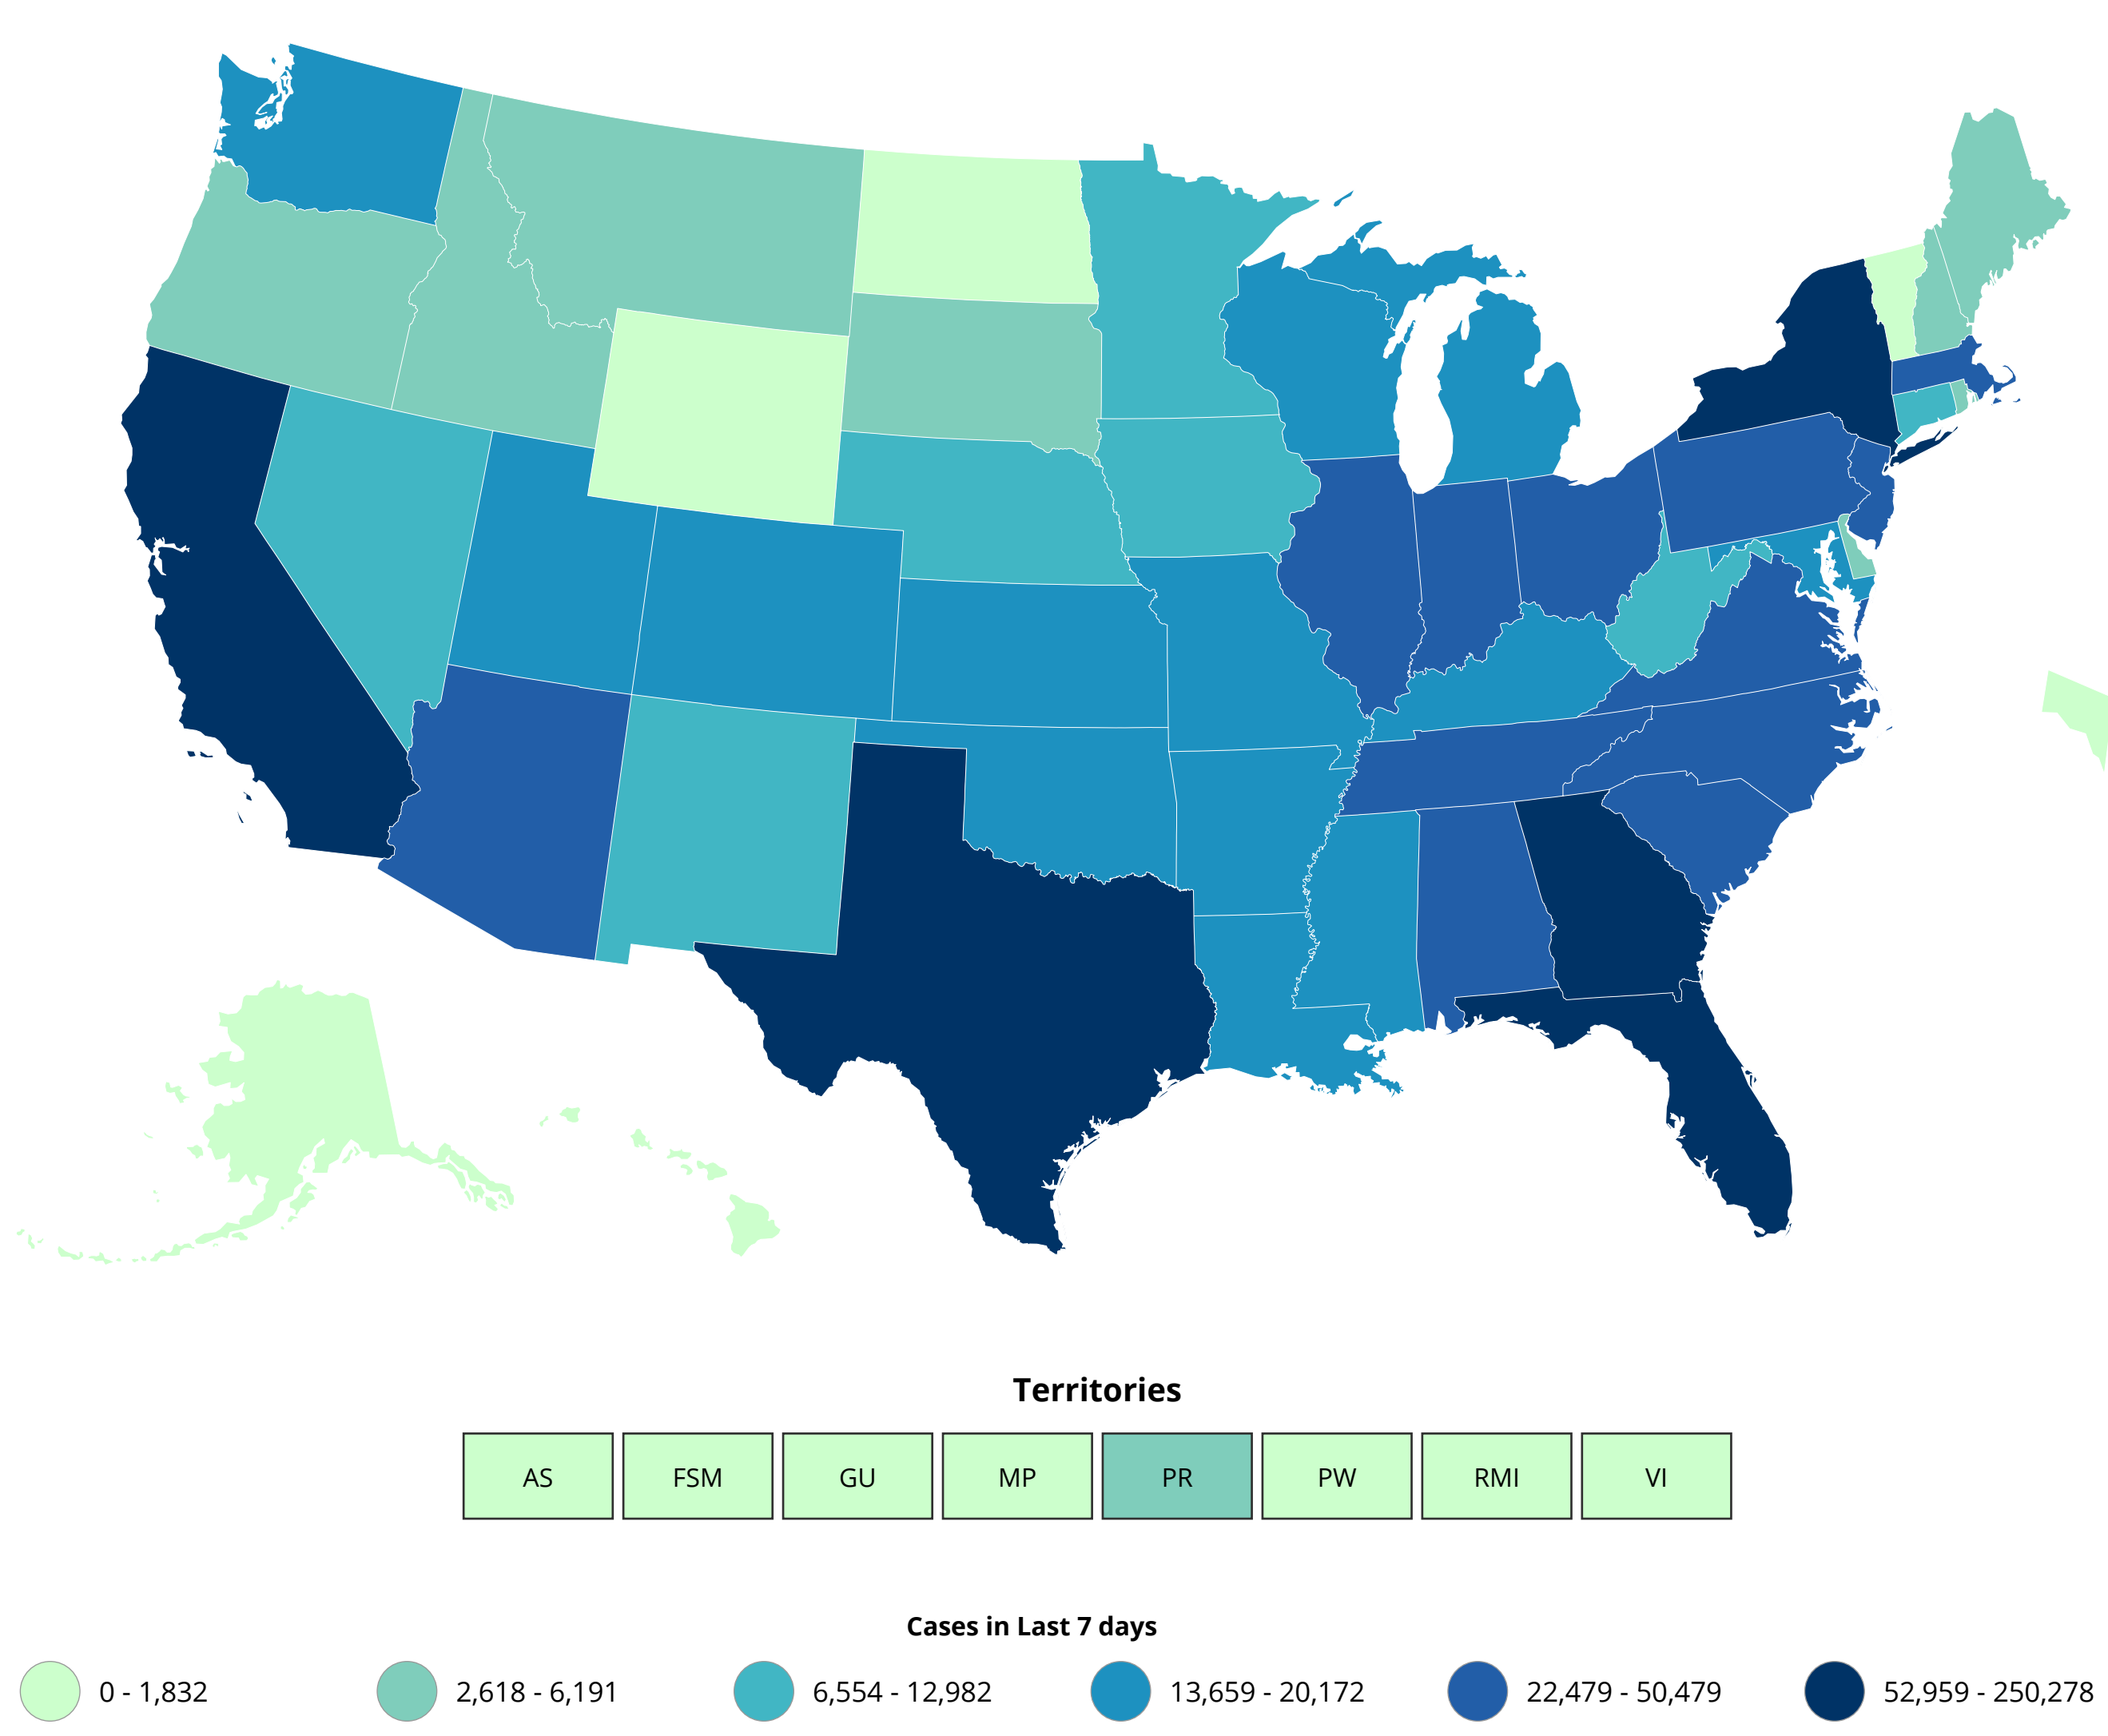 Territories
AS FSM GU MP PR PW RMI VI
Cases in Last 7 days
0 - 1,832 2,618 - 6,191 6,554 - 12,982 13,659 - 20,172 22,479 - 50,479 52,959 - 250,278